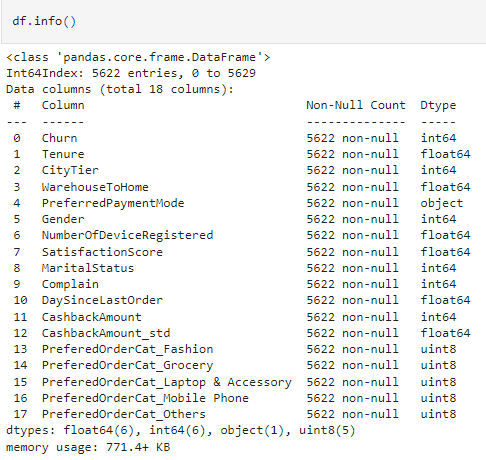 df.info()
<class 'pandas.core.frame.DataFrame'>
Int64Index: 5622 entries, 0 to 5629
Data columns (total 18 columns):
 #   Column                              Non-Null Count  Dtype
---  ------                              --------------  -----
 0   Churn                               5622 non-null   int64
 1   Tenure                              5622 non-null   float64
 2   CityTier                            5622 non-null   int64
 3   WarehouseToHome                     5622 non-null   float64
 4   PreferredPaymentMode                5622 non-null   object
 5   Gender                              5622 non-null   int64
 6   NumberOfDeviceRegistered            5622 non-null   float64
 7   SatisfactionScore                   5622 non-null   float64
 8   MaritalStatus                       5622 non-null   int64
 9   Complain                            5622 non-null   int64
 10  DaySinceLastOrder                   5622 non-null   float64
 11  CashbackAmount                      5622 non-null   int64
 12  CashbackAmount_std                  5622 non-null   float64
 13  PreferedOrderCat_Fashion            5622 non-null   uint8
 14  PreferedOrderCat_Grocery            5622 non-null   uint8
 15  PreferedOrderCat_Laptop & Accessory  5622 non-null   uint8
 16  PreferedOrderCat_Mobile Phone       5622 non-null   uint8
 17  PreferedOrderCat_Others             5622 non-null   uint8
dtypes: float64(6), int64(6), object(1), uint8(5)
memory usage: 771.4+ KB